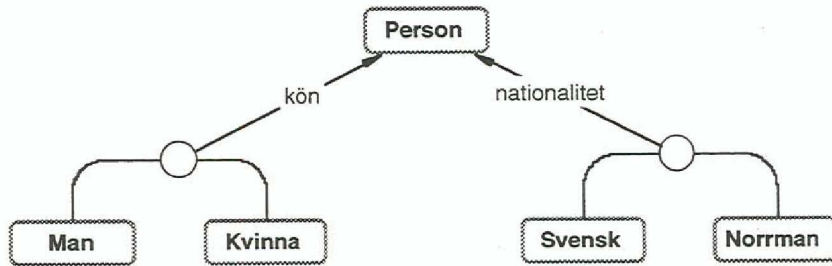 Person
kön
nationalitet
Man
Kvinna
Svensk
Norrman